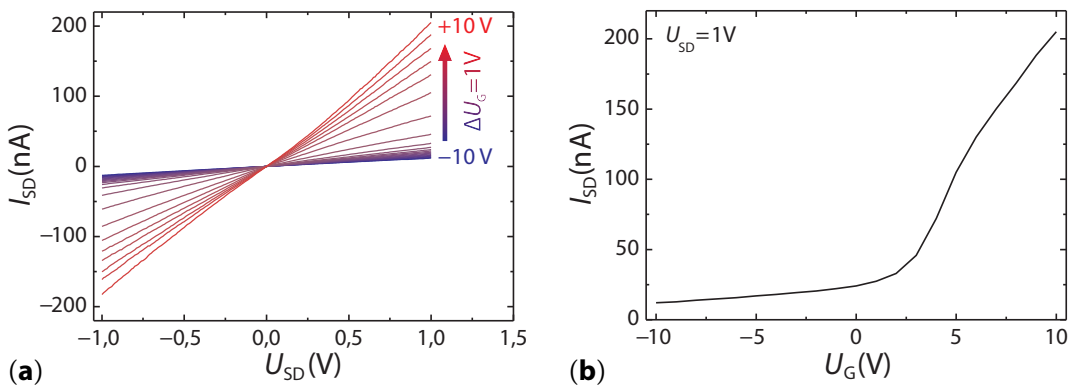 200
100
0
−100
−200
I_SD(nA)
+10 V
ΔU_G=1V
−10 V
−1,0
−0,5
0,0
0,5
1,0
1,5
U_SD(V)
(a)
U_SD=1V
200
150
100
50
0
I_SD(nA)
−10
−5
0
5
10
U_G(V)
(b)